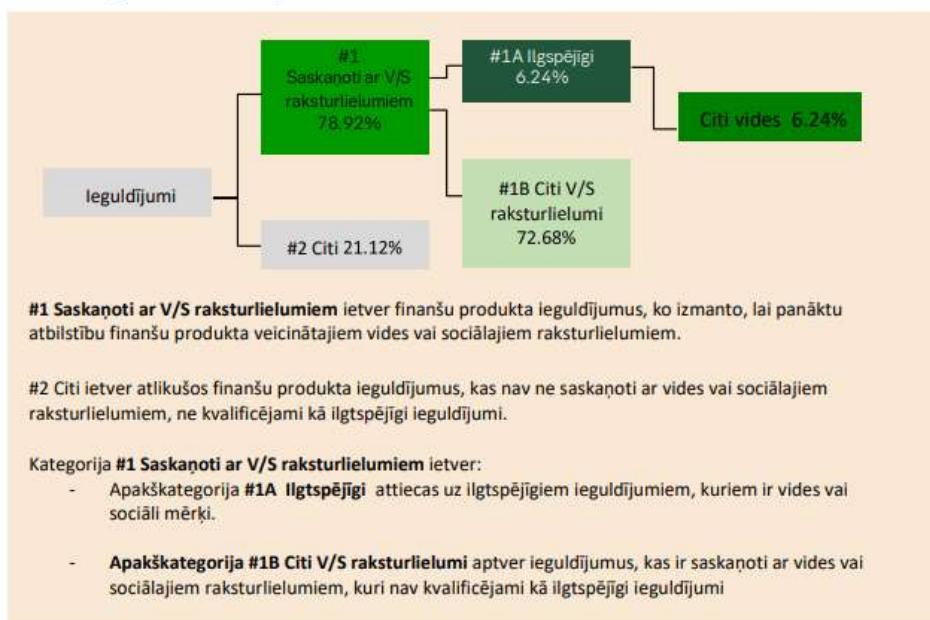 #1
Saskaņoti ar V/S
raksturlielumiem
78.92%
#1A Ilgspējīgi
6.24%
Citi vides 6.24%
Ieguldījumi
#1B Citi V/S
raksturlielumi
72.68%
#2 Citi 21.12%
#1 Saskaņoti ar V/S raksturlielumiem ietver finanšu produkta ieguldījumus, ko izmanto, lai panāktu
atbilstību finanšu produkta veicinātajiem vides vai sociālajiem raksturlielumiem.
#2 Citi ietver atlikušos finanšu produkta ieguldījumus, kas nav ne saskaņoti ar vides vai sociālajiem
raksturlielumiem, ne kvalificējami kā ilgtspējīgi ieguldījumi.
Kategorija #1 Saskaņoti ar V/S raksturlielumiem ietver:
- Apakškategorija #1A Ilgtspējīgi attiecas uz ilgtspējīgiem ieguldījumiem, kuriem ir vides vai
sociāli mērķi.
- Apakškategorija #1B Citi V/S raksturlielumi aptver ieguldījumus, kas ir saskaņoti ar vides vai
sociālajiem raksturlielumiem, kuri nav kvalificējami kā ilgtspējīgi ieguldījumi